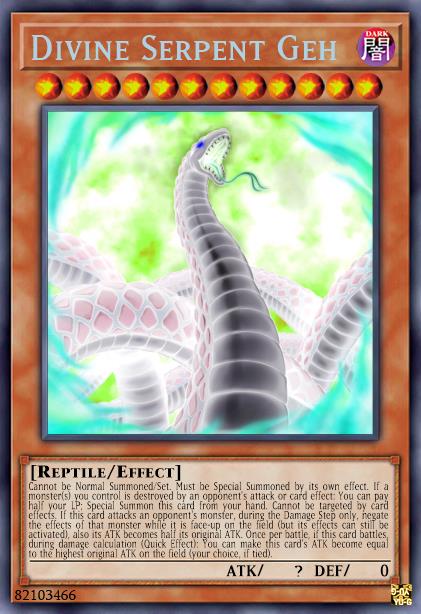 DIVINE SERPENT GEH
DARK
闇
[REPTILE/EFFECT]
Cannot be Normal Summoned/Set. Must be Special Summoned by its own effect. If a
monster(s) you control is destroyed by an opponent's attack or card effect: You can pay
half your LP; Special Summon this card from your hand. Cannot be targeted by card
effects. If this card attacks an opponent's monster, during the Damage Step only, negate
the effects of that monster while it is face-up on the field (but its effects can still be
activated), also its ATK becomes half its original ATK. Once per battle, if this card battles,
during damage calculation (Quick Effect): You can make this card's ATK become equal
to the highest original ATK on the field (your choice, if tied).
ATK/ ? DEF/ 0
82103466